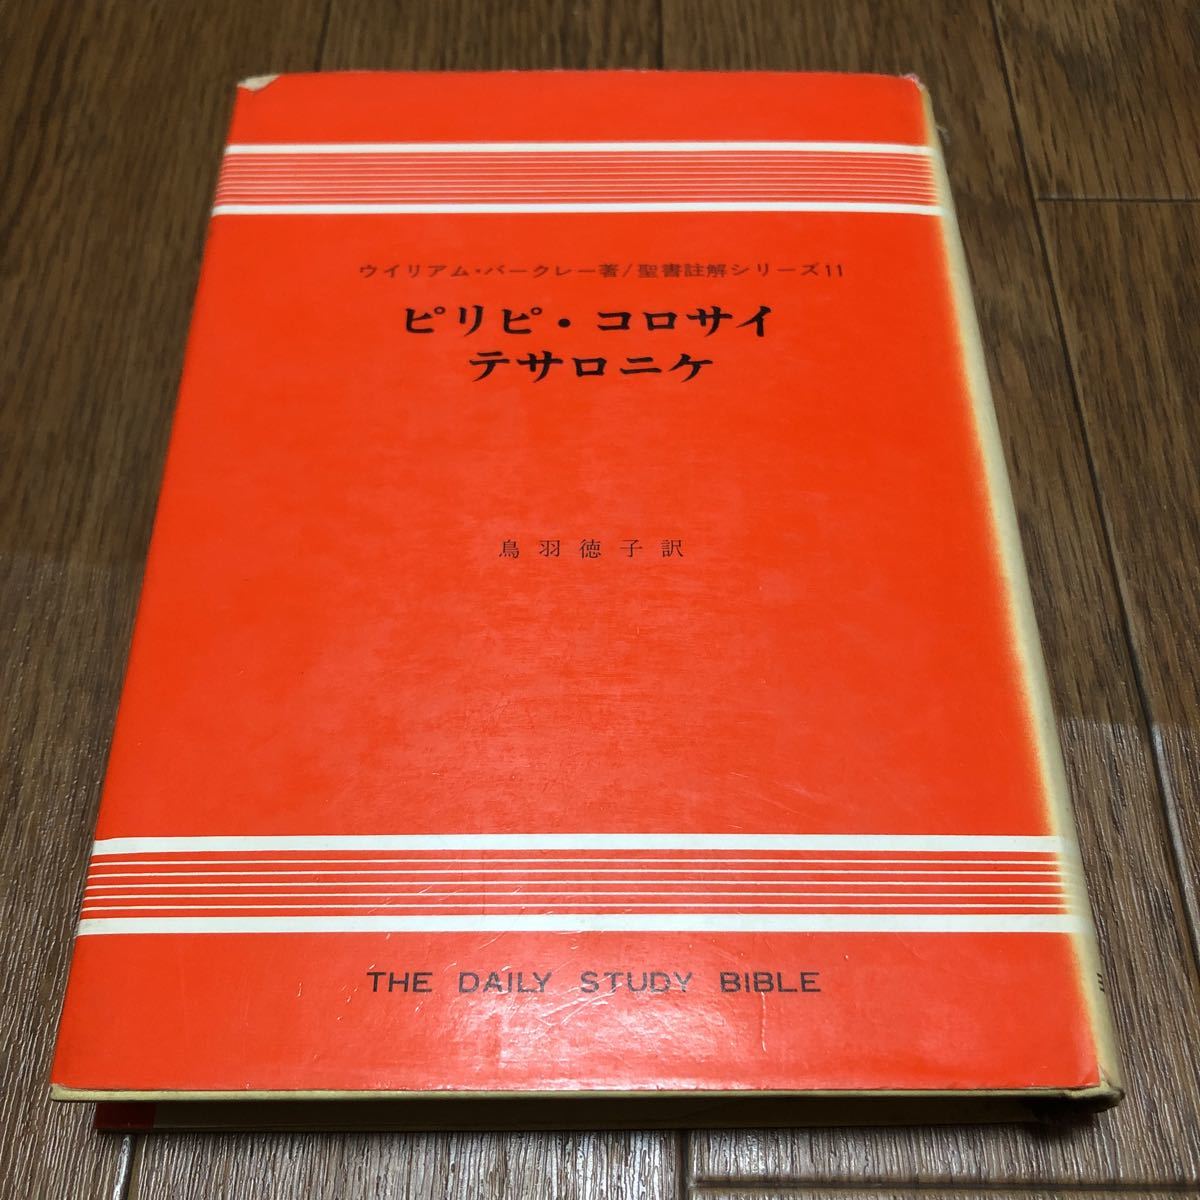 ウイリアム・バークレー著/聖書註解シリーズ11
ピリピ・コロサイ
テサロニケ
鳥羽徳子訳
THE DAILY STUDY BIBLE